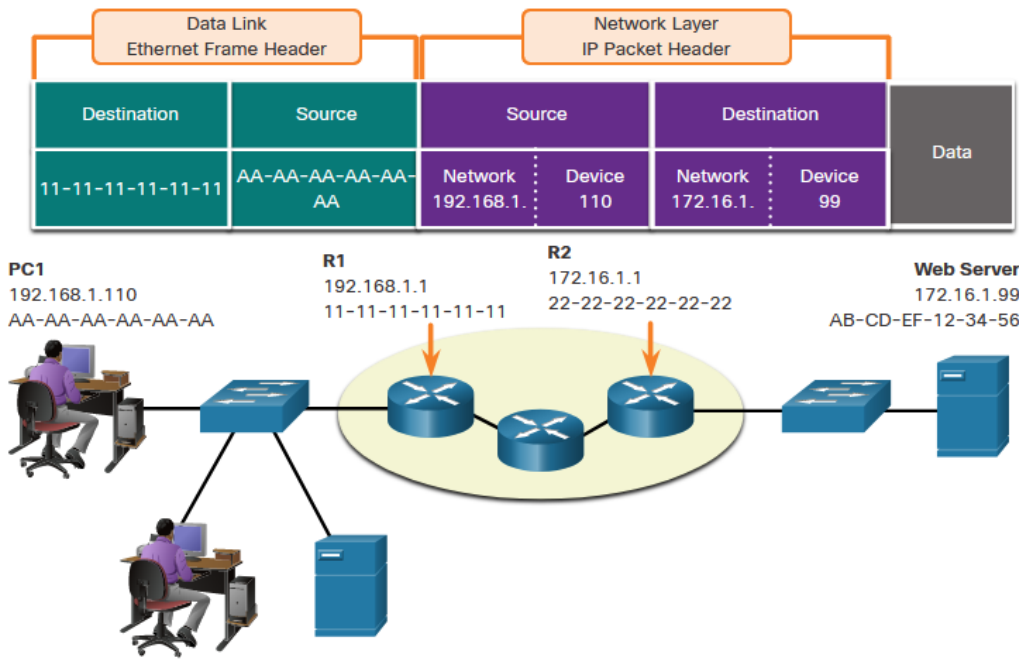 Data Link
Ethernet Frame Header
Network Layer
IP Packet Header
Destination
Source
Source
Destination
Data
11-11-11-11-11-11
AA-AA-AA-AA-AA-
AA
Network
192.168.1.
Device
110
Network
172.16.1.
Device
99
PC1
192.168.1.110
AA-AA-AA-AA-AA-AA
R1
192.168.1.1
11-11-11-11-11-11
R2
172.16.1.1
22-22-22-22-22-22
Web Server
172.16.1.99
AB-CD-EF-12-34-56